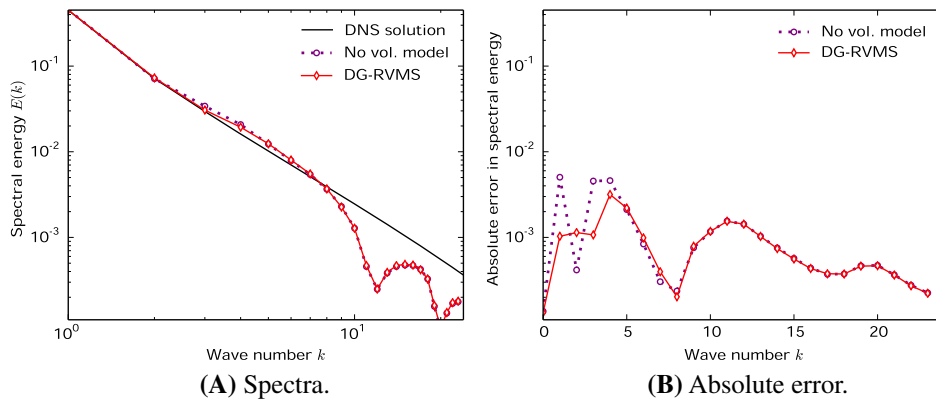 DNS solution
No vol. model
DG-RVMS
Spectral energy E(k)
10^-1
10^-2
10^-3
10^0
10^1
Wave number k
(A) Spectra.
No vol. model
DG-RVMS
Absolute error in spectral energy
10^-1
10^-2
10^-3
0 5 10 15 20
Wave number k
(B) Absolute error.